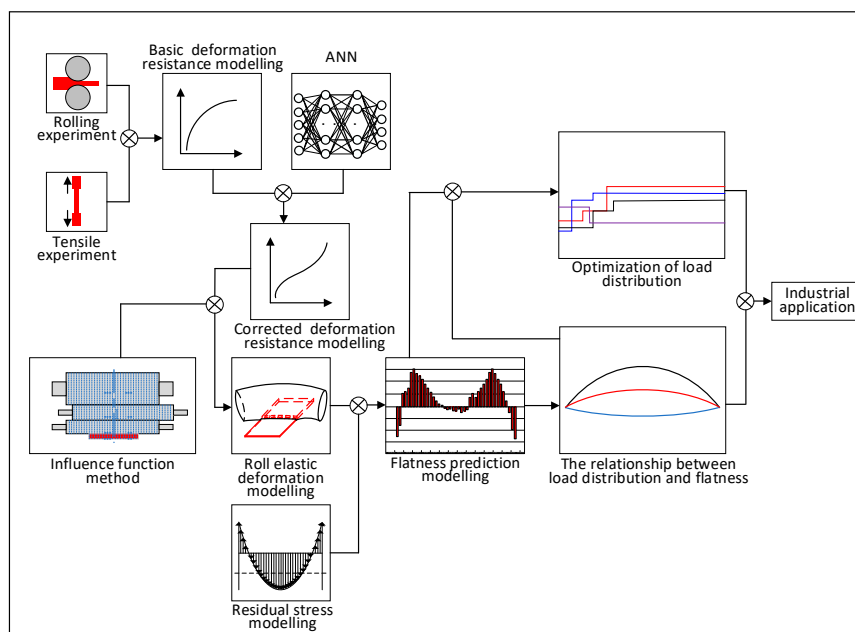 Basic deformation
resistance modelling
ANN
Rolling
experiment
Tensile
experiment
Corrected deformation
resistance modelling
Optimization of load
distribution
Industrial
application
Influence function
method
Roll elastic
deformation
modelling
Flatness prediction
modelling
The relationship between
load distribution and flatness
Residual stress
modelling